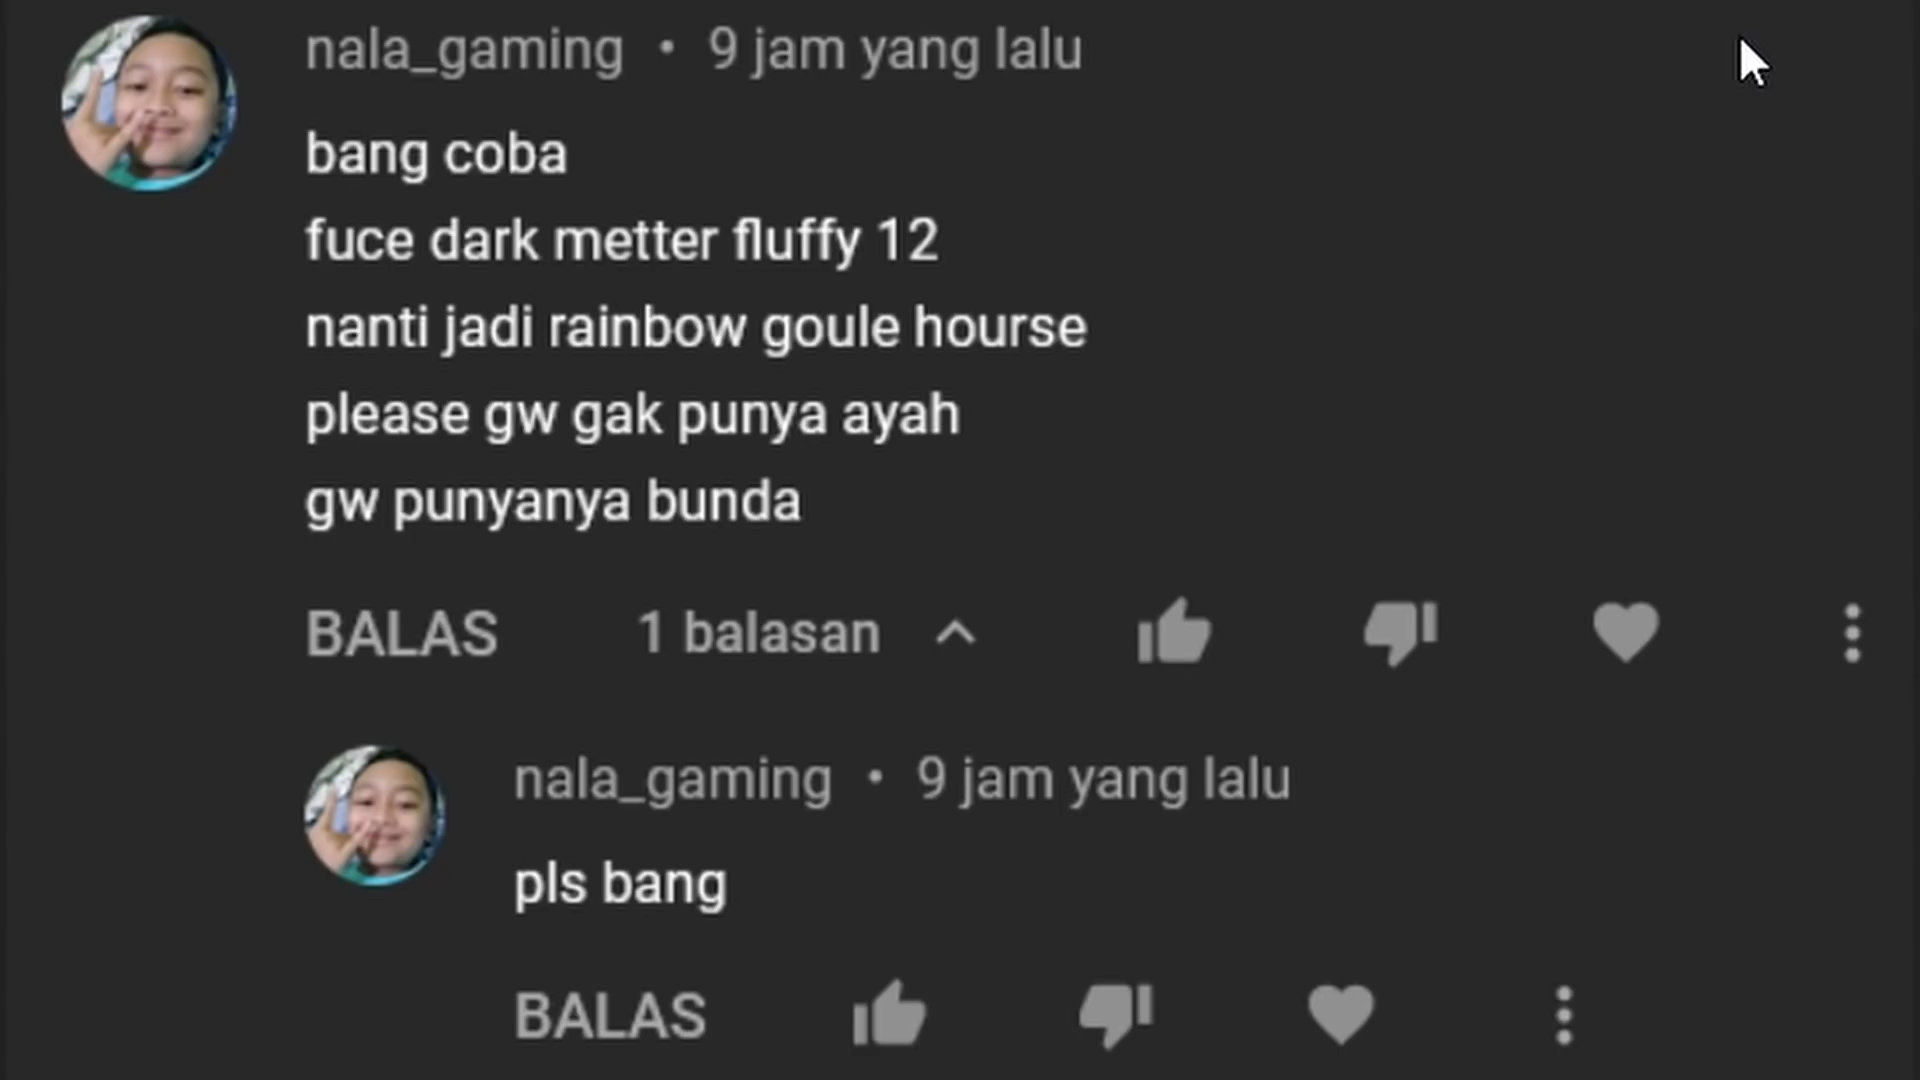 nala_gaming • 9 jam yang lalu
bang coba
fuce dark metter fluffy 12
nanti jadi rainbow goule hourse
please gw gak punya ayah
gw punyanya bunda
BALAS 1 balasan
nala_gaming • 9 jam yang lalu
pls bang
BALAS